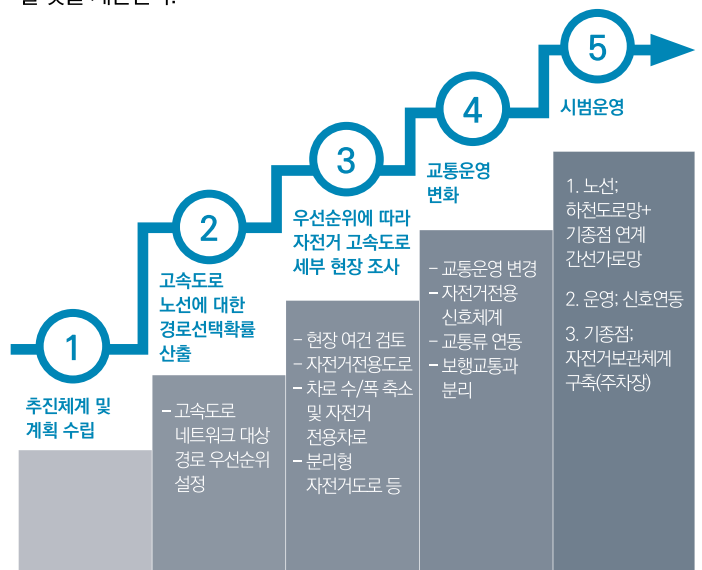 1
추진체계 및
계획 수립
2
고속도로
노선에 대한
경로선택확률
산출
– 고속도로
네트워크 대상
경로 우선순위
설정
3
우선순위에 따라
자전거 고속도로
세부 현장 조사
– 현장 여건 검토
– 자전거전용도로
– 차로 수/폭 축소
및 자전거
전용차로
– 분리형
자전거도로 등
4
교통운영
변화
– 교통운영 변경
– 자전거전용
신호체계
– 교통류 연동
– 보행교통과
분리
5
시범운영
1. 노선;
하천도로망+
기종점 연계
간선가로망
2. 운영; 신호연동
3. 기종점;
자전거보관체계
구축(주차장)